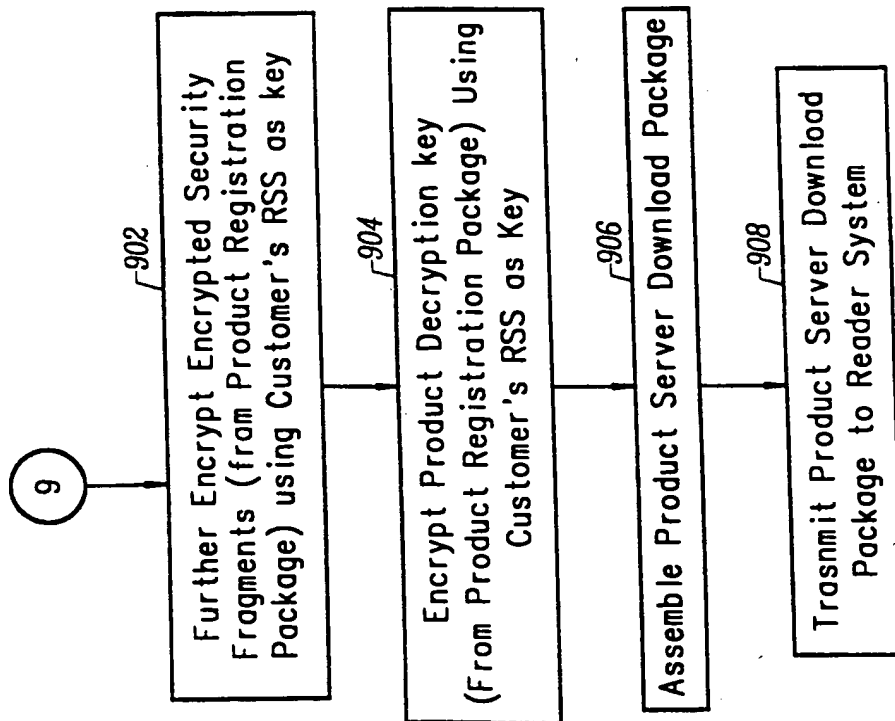 9
902
Further Encrypt Encrypted Security
Fragments (from Product Registration
Package) using Customer's RSS as key
904
Encrypt Product Decryption key
(From Product Registration Package) Using
Customer's RSS as Key
906
Assemble Product Server Download Package
908
Trasnmit Product Server Download
Package to Reader System